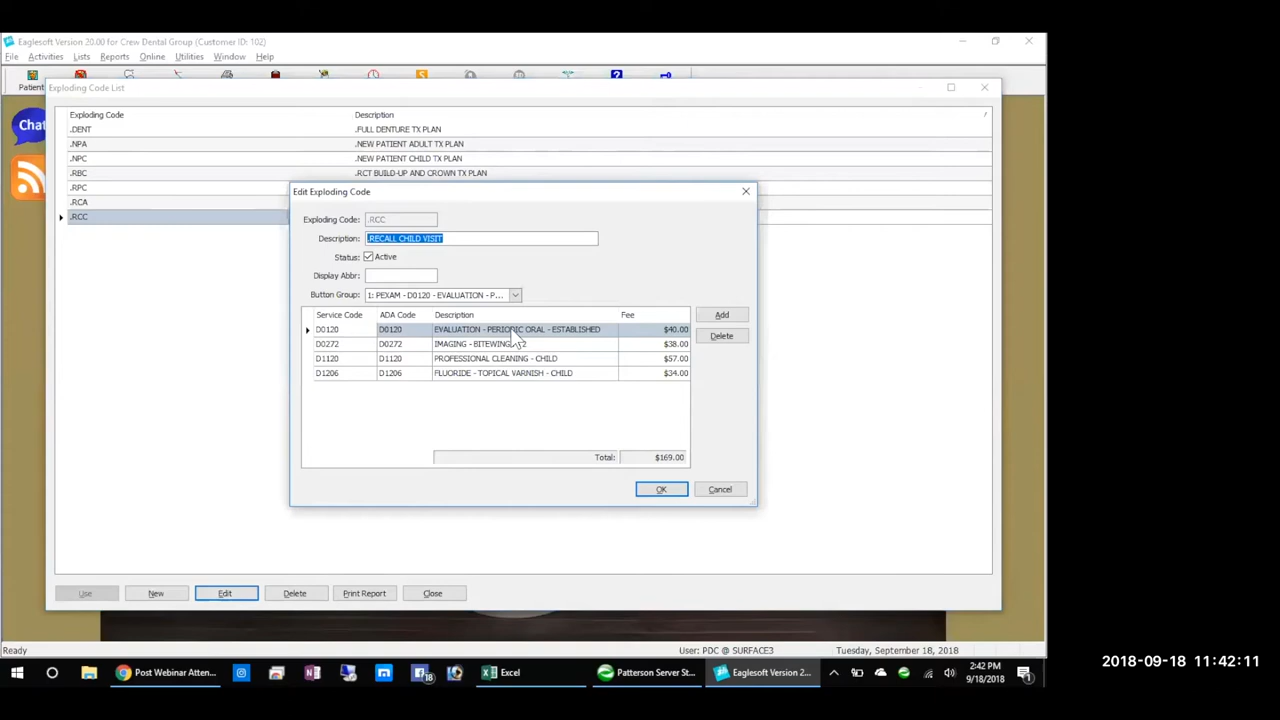 Eaglesoft Version 20.00 for Crew Dental Group (Customer ID: 102)
File Activities Lists Reports Online Utilities Window Help
Patient
Exploding Code List
Exploding Code Description
.DENT .FULL DENTURE TX PLAN
.NPA .NEW PATIENT ADULT TX PLAN
.NPC .NEW PATIENT CHILD TX PLAN
.RBC .RCT BUILD-UP AND CROWN TX PLAN
.RPC
.RCA
.RCC
Chat
Edit Exploding Code
Exploding Code: .RCC
Description: .RECALL CHILD VISIT
Status: Active
Display Abbr:
Button Group: 1: PEXAM - D0120 - EVALUATION - P...
Service Code ADA Code Description Fee
D0120 D0120 EVALUATION - PERIODIC ORAL - ESTABLISHED $40.00
D0272 D0272 IMAGING - BITEWING 2 $38.00
D1120 D1120 PROFESSIONAL CLEANING - CHILD $57.00
D1206 D1206 FLUORIDE - TOPICAL VARNISH - CHILD $34.00
Total: $169.00
Add
Delete
OK Cancel
Use New Edit Delete Print Report Close
Ready User: PDC @ SURFACE3 Tuesday, September 18, 2018
Post Webinar Atten... 18 Excel Patterson Server St... Eaglesoft Version 2...
2:42 PM
9/18/2018
1
2018-09-18 11:42:11